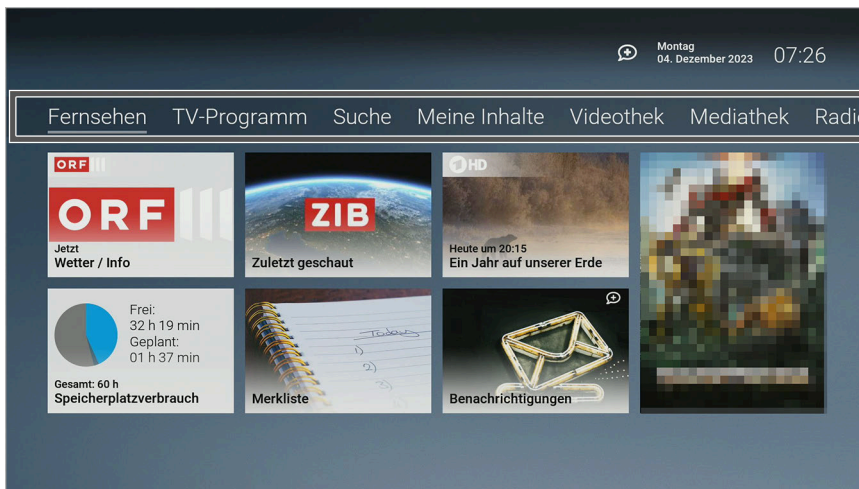 Montag
04. Dezember 2023
07:26
Fernsehen TV-Programm Suche Meine Inhalte Videothek Mediathek Radi
ORF
ORF
Jetzt
Wetter / Info
ZIB
Zuletzt geschaut
HD
Heute um 20:15
Ein Jahr auf unserer Erde
Frei:
32 h 19 min
Geplant:
01 h 37 min
Gesamt: 60 h
Speicherplatzverbrauch
Today
1)
2)
3)
Merkliste
Benachrichtigungen